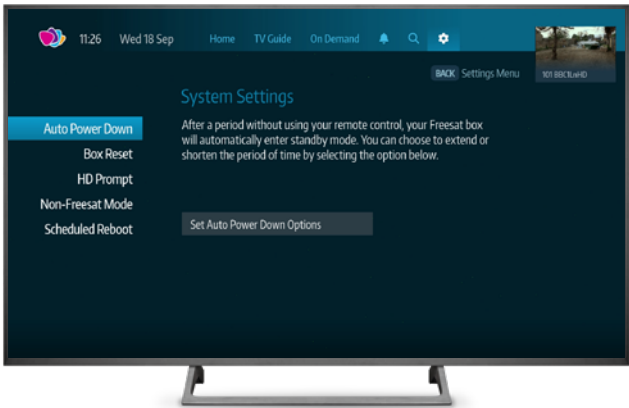 11:26 Wed 18 Sep Home TV Guide On Demand
BACK Settings Menu
101 BBC1LnHD
System Settings
Auto Power Down
Box Reset
HD Prompt
Non-Freesat Mode
Scheduled Reboot
After a period without using your remote control, your Freesat box
will automatically enter standby mode. You can choose to extend or
shorten the period of time by selecting the option below.
Set Auto Power Down Options